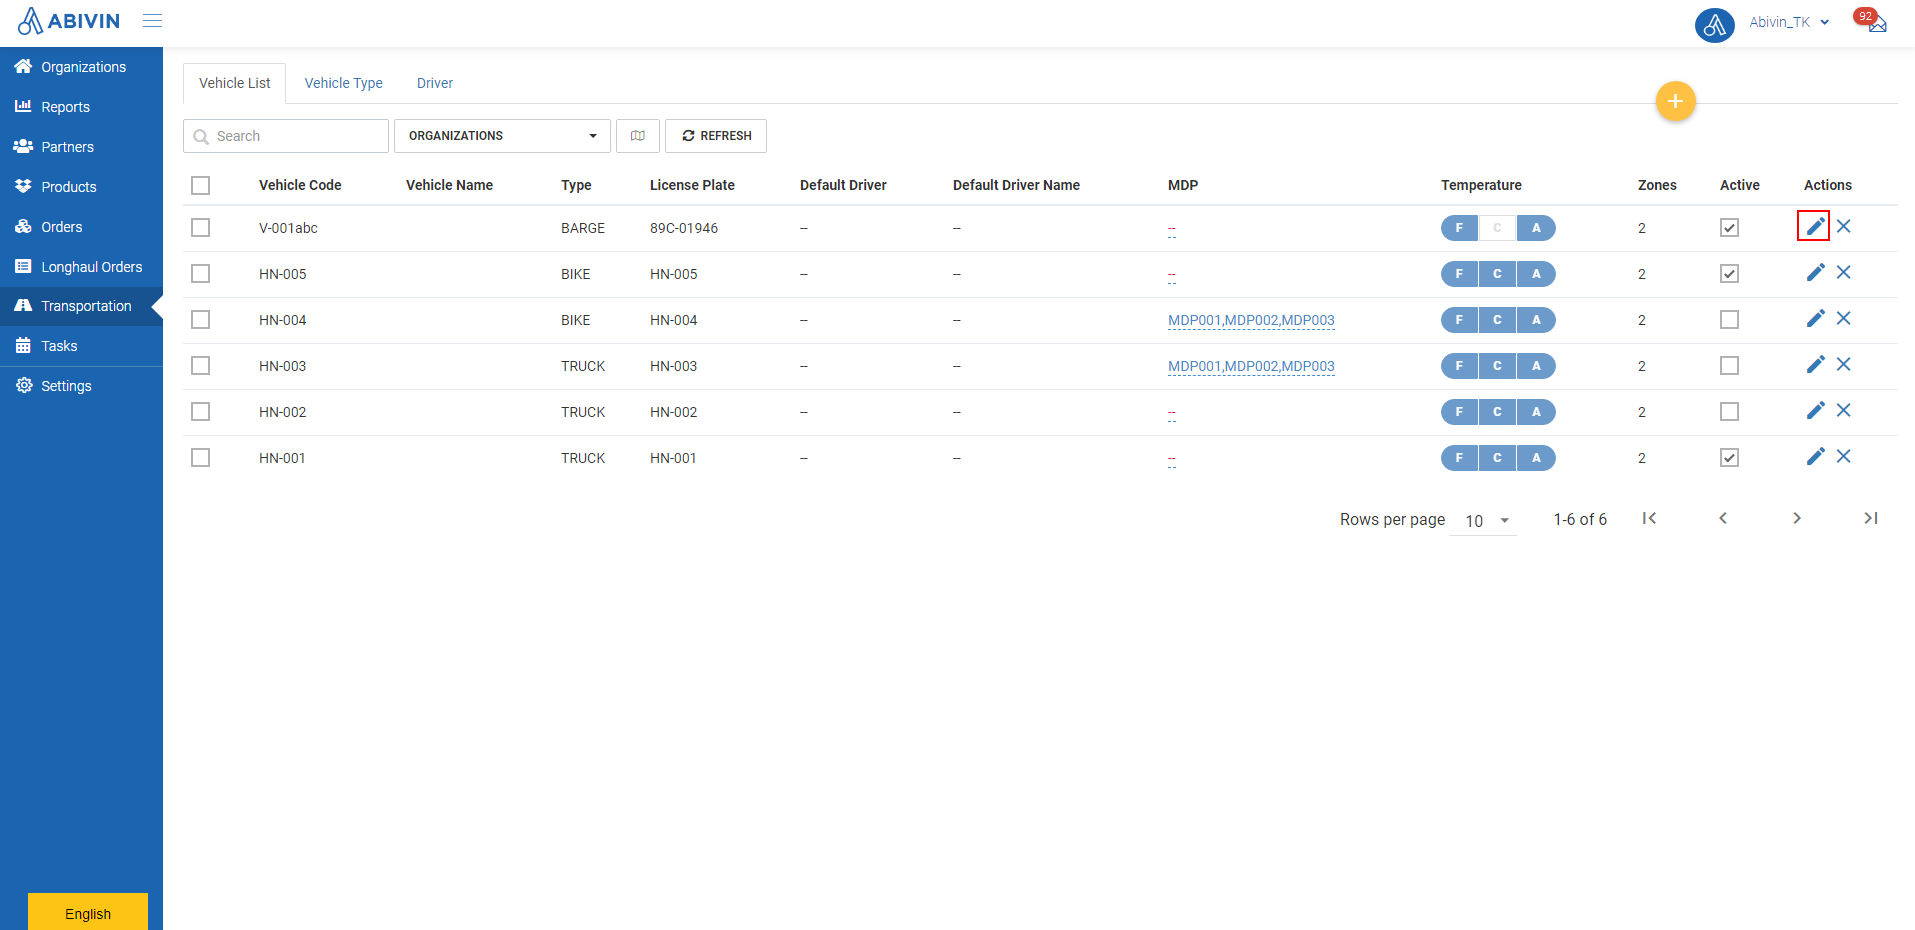 ABIVIN
Abivin_TK
92
Organizations
Reports
Partners
Products
Orders
Longhaul Orders
Transportation
Tasks
Settings
English
Vehicle List Vehicle Type Driver
+
Search ORGANIZATIONS REFRESH
Vehicle Code Vehicle Name Type License Plate Default Driver Default Driver Name MDP Temperature Zones Active Actions
V-001abc BARGE 89C-01946 -- -- -- F C A 2
HN-005 BIKE HN-005 -- -- -- F C A 2
HN-004 BIKE HN-004 -- -- MDP001,MDP002,MDP003 F C A 2
HN-003 TRUCK HN-003 -- -- MDP001,MDP002,MDP003 F C A 2
HN-002 TRUCK HN-002 -- -- -- F C A 2
HN-001 TRUCK HN-001 -- -- -- F C A 2
Rows per page 10 1-6 of 6